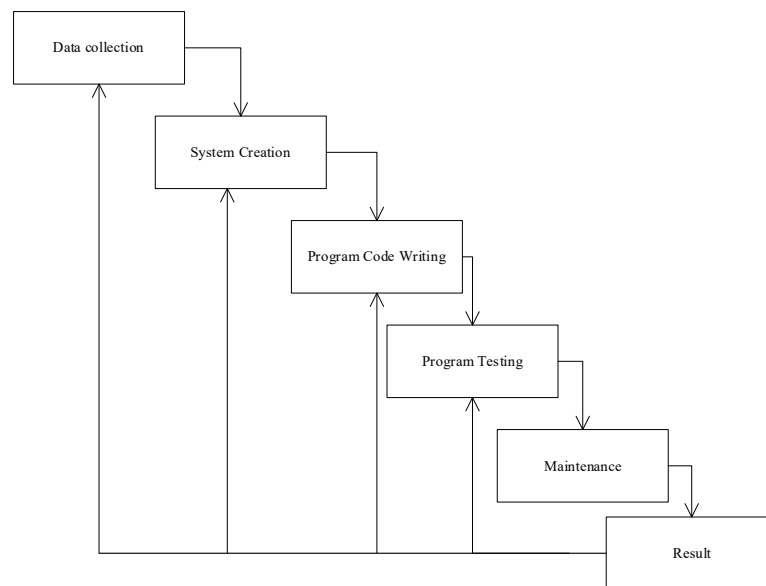 Data collection
System Creation
Program Code Writing
Program Testing
Maintenance
Result